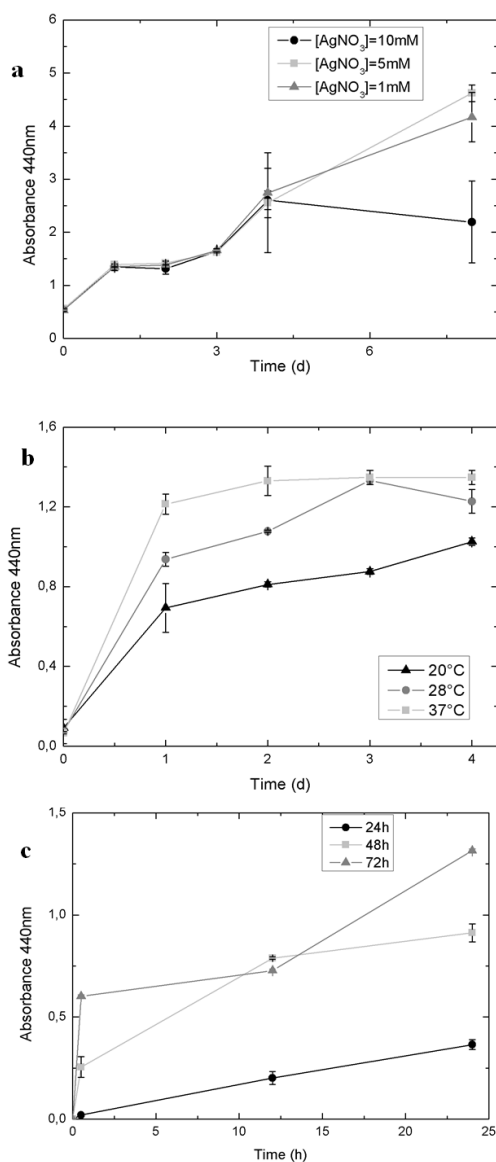 a
[AgNO3]=10mM
[AgNO3]=5mM
[AgNO3]=1mM
Absorbance 440nm
6
5
4
3
2
1
0
0 3 6
Time (d)
b
Absorbance 440nm
1,6
1,2
0,8
0,4
0,0
20°C
28°C
37°C
0 1 2 3 4
Time (d)
c
Absorbance 440nm
1,5
1,0
0,5
0,0
24h
48h
72h
0 5 10 15 20 25
Time (h)